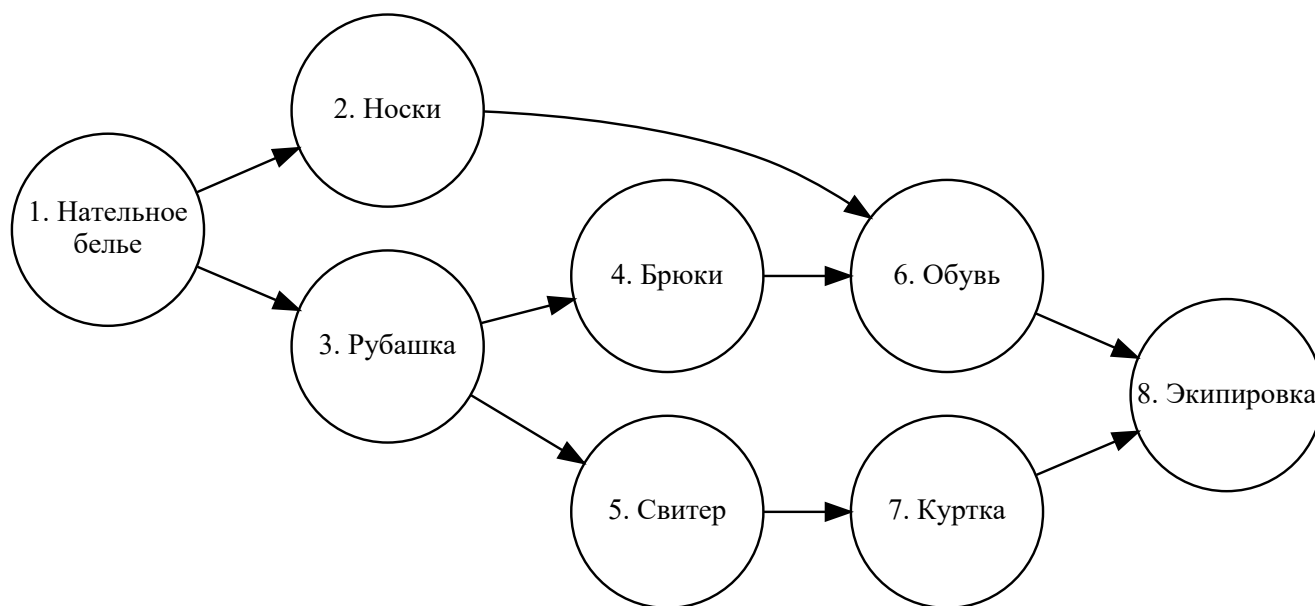 1. Нательное
белье
2. Носки
3. Рубашка
4. Брюки
5. Свитер
6. Обувь
7. Куртка
8. Экипировка